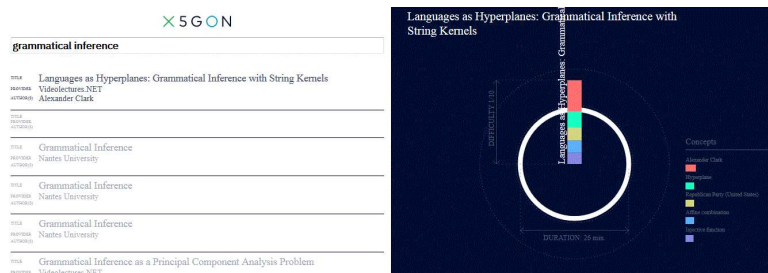 X5GON
grammatical inference
TITLE Languages as Hyperplanes: Grammatical Inference with String Kernels
PROVIDER Videolectures.NET
AUTHOR(S) Alexander Clark
TITLE
PROVIDER
AUTHOR(S)
TITLE Grammatical Inference
PROVIDER Nantes University
AUTHOR(S)
TITLE Grammatical Inference
PROVIDER Nantes University
AUTHOR(S)
TITLE Grammatical Inference
PROVIDER Nantes University
AUTHOR(S)
TITLE Grammatical Inference as a Principal Component Analysis Problem
PROVIDER Videolectures.NET
Languages as Hyperplanes: Grammatical Inference with
String Kernels
Languages as Hyperplanes: Grammatical
DIFFICULTY 1/10
DURATION: 26 min.
Concepts
Alexander Clark
Hyperplane
Republican Party (United States)
Affine combination
Injective function